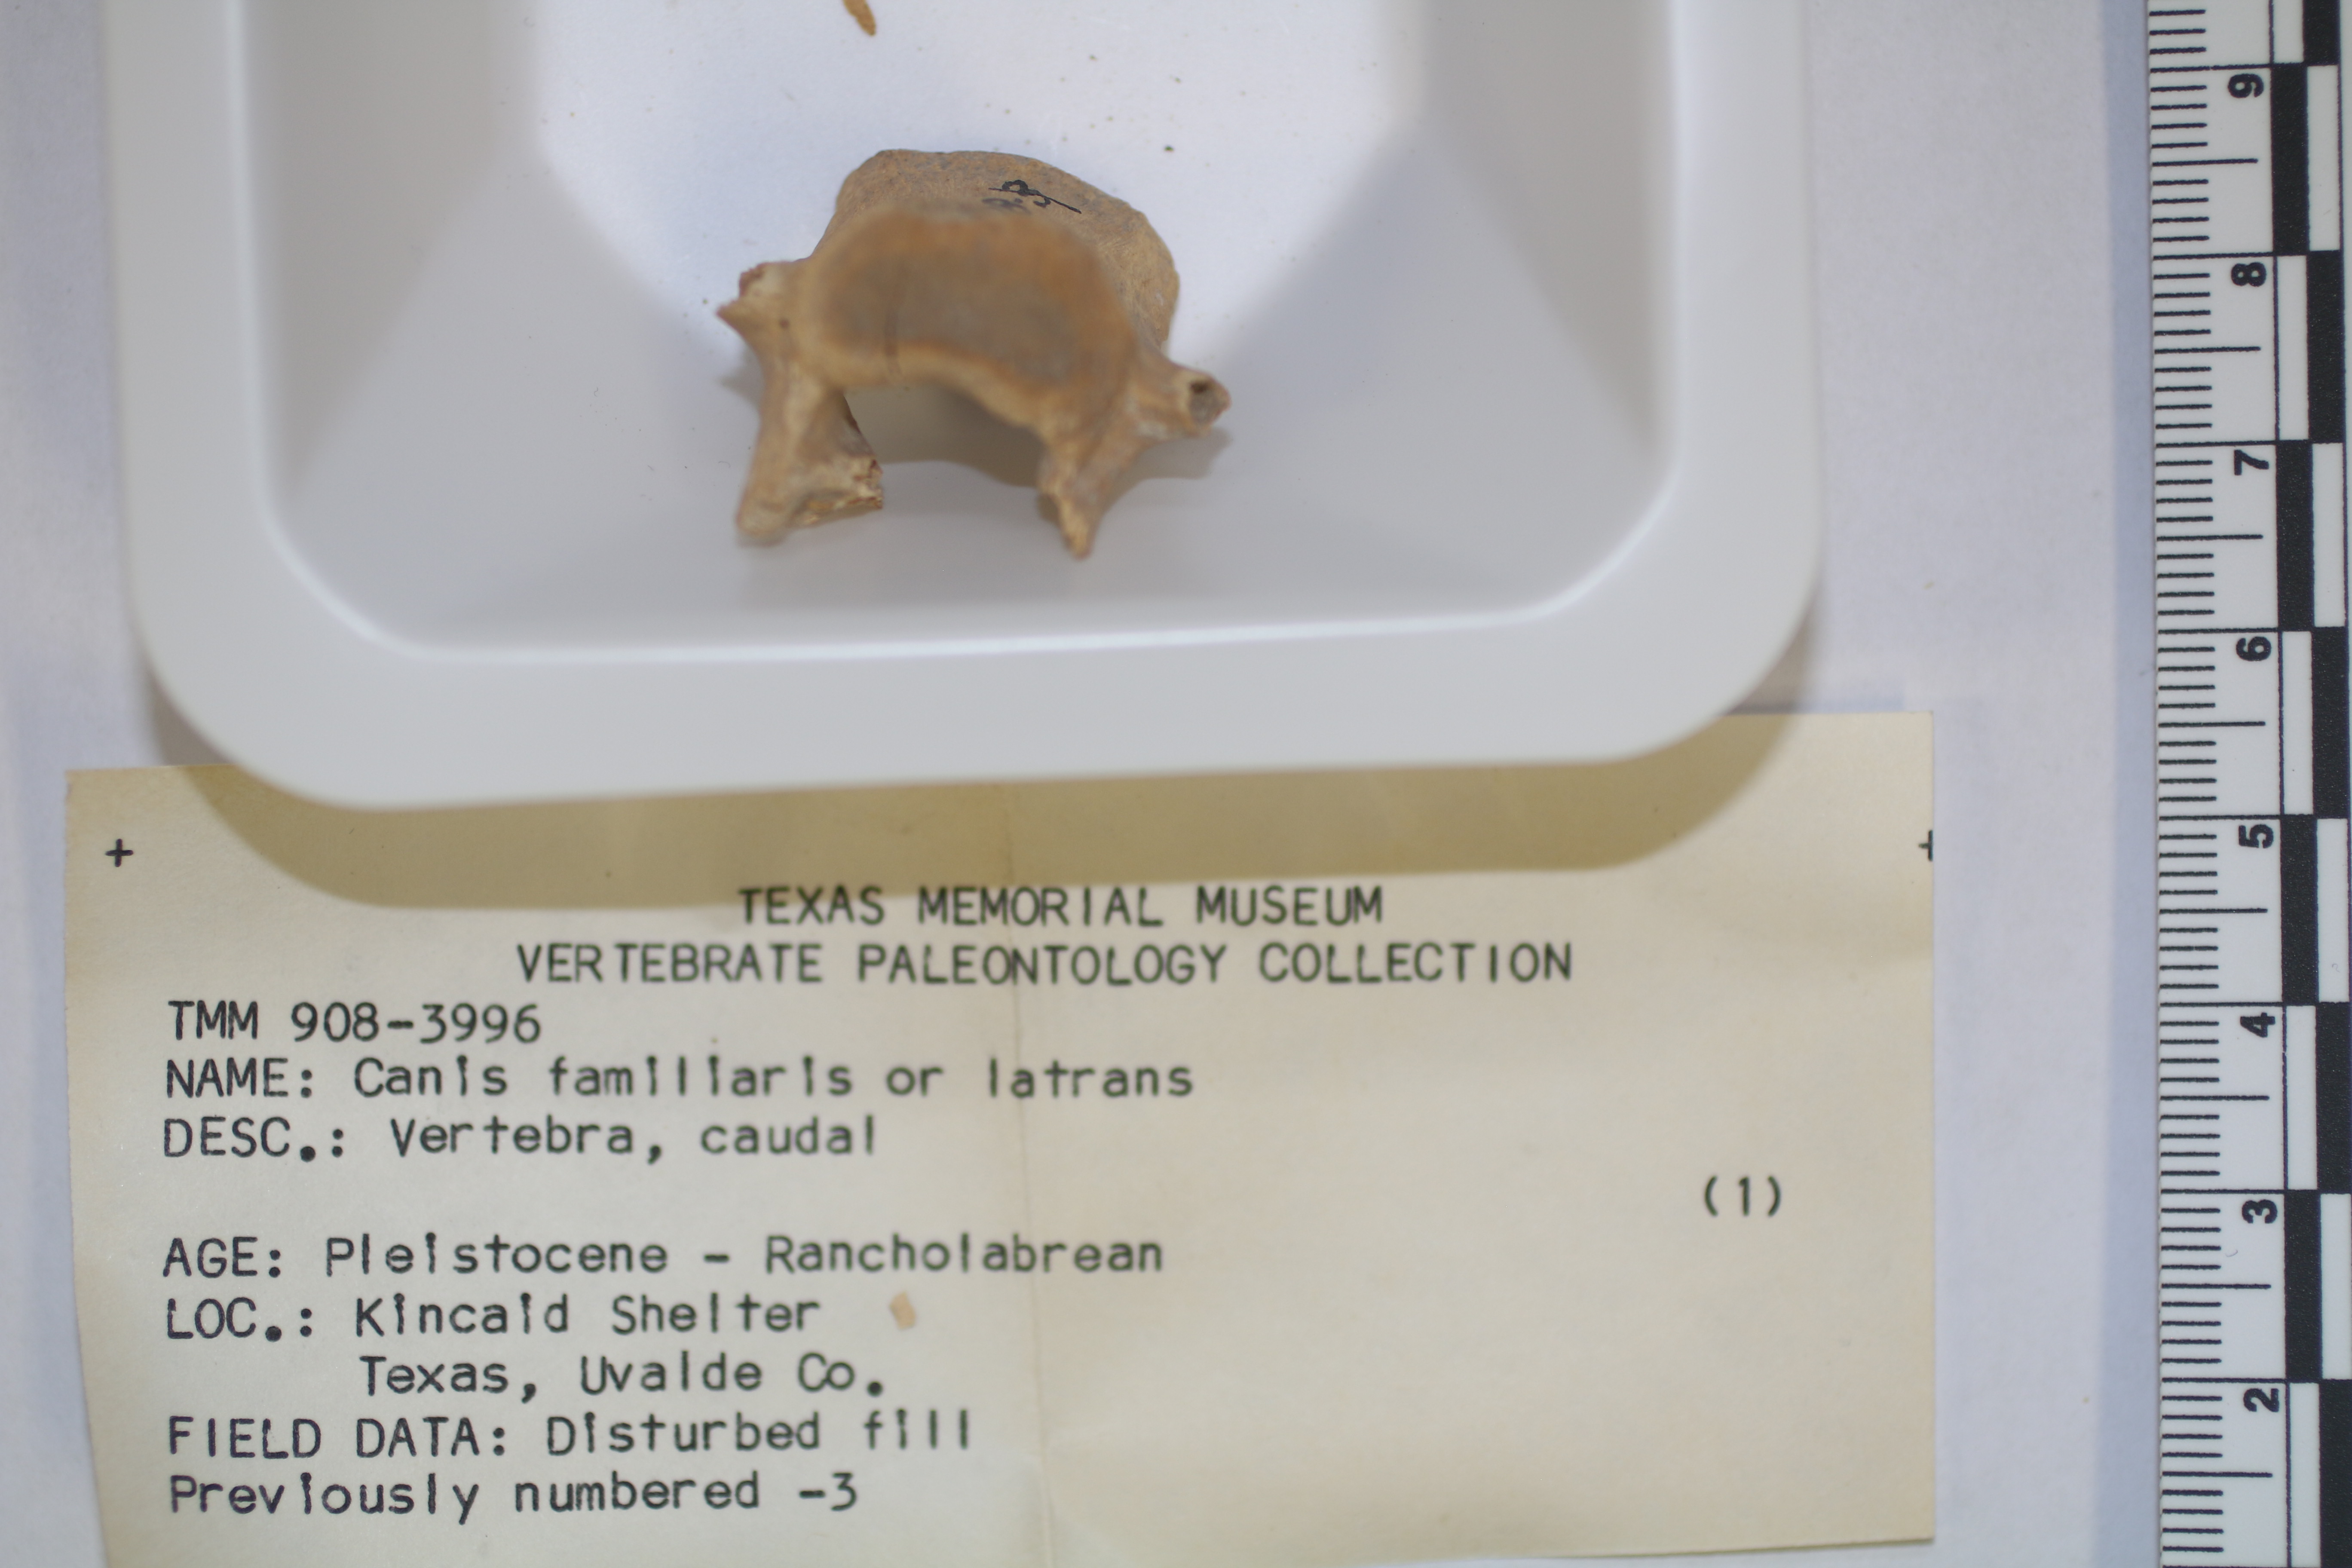 TEXAS MEMORIAL MUSEUM
VERTEBRATE PALEONTOLOGY COLLECTION
TMM 908-3996
NAME: Canis familiaris or latrans
DESC.: Vertebra, caudal
(1)
AGE: Pleistocene - Rancholabrean
LOC.: Kincaid Shelter
Texas, Uvalde Co.
FIELD DATA: Disturbed fill
Previously numbered -3
9
8
7
6
5
4
3
2